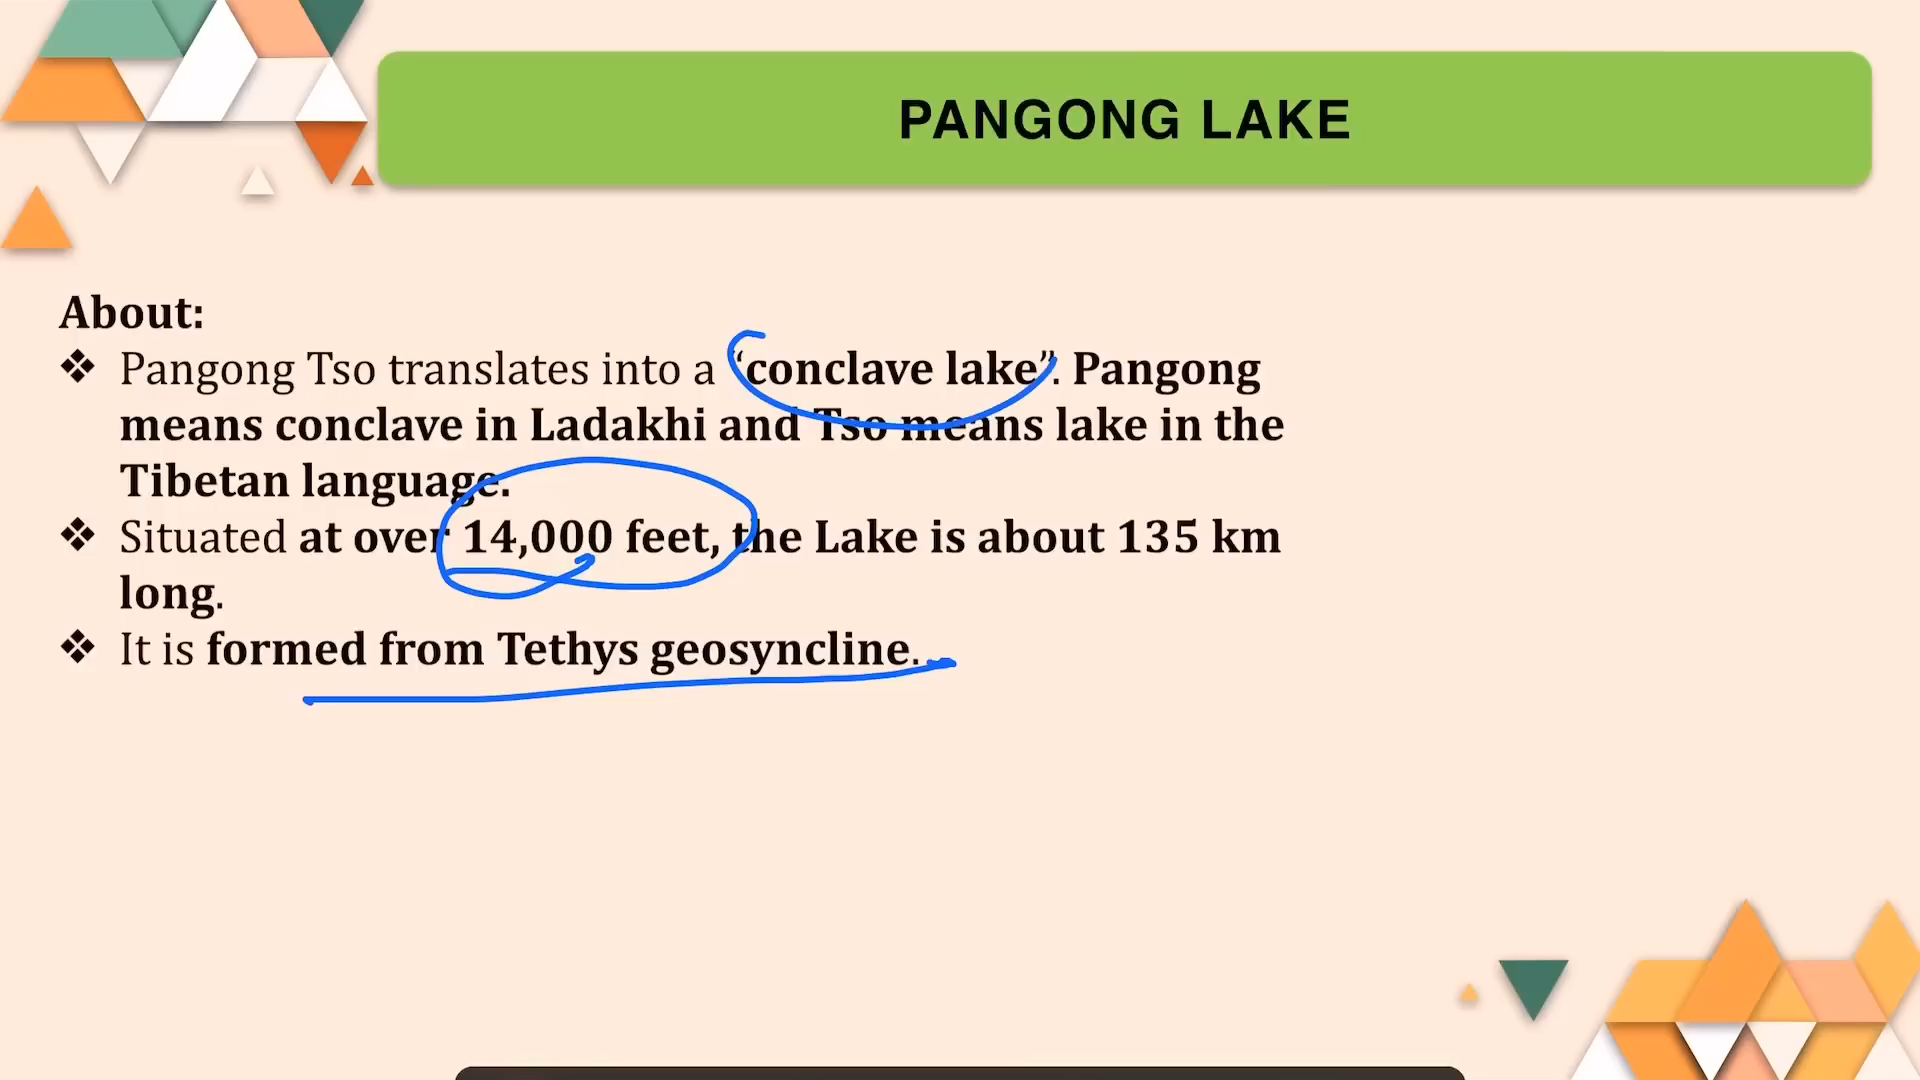 PANGONG LAKE
About:
❖ Pangong Tso translates into a “conclave lake”. Pangong
means conclave in Ladakhi and Tso means lake in the
Tibetan language.
❖ Situated at over 14,000 feet, the Lake is about 135 km
long.
❖ It is formed from Tethys geosyncline.